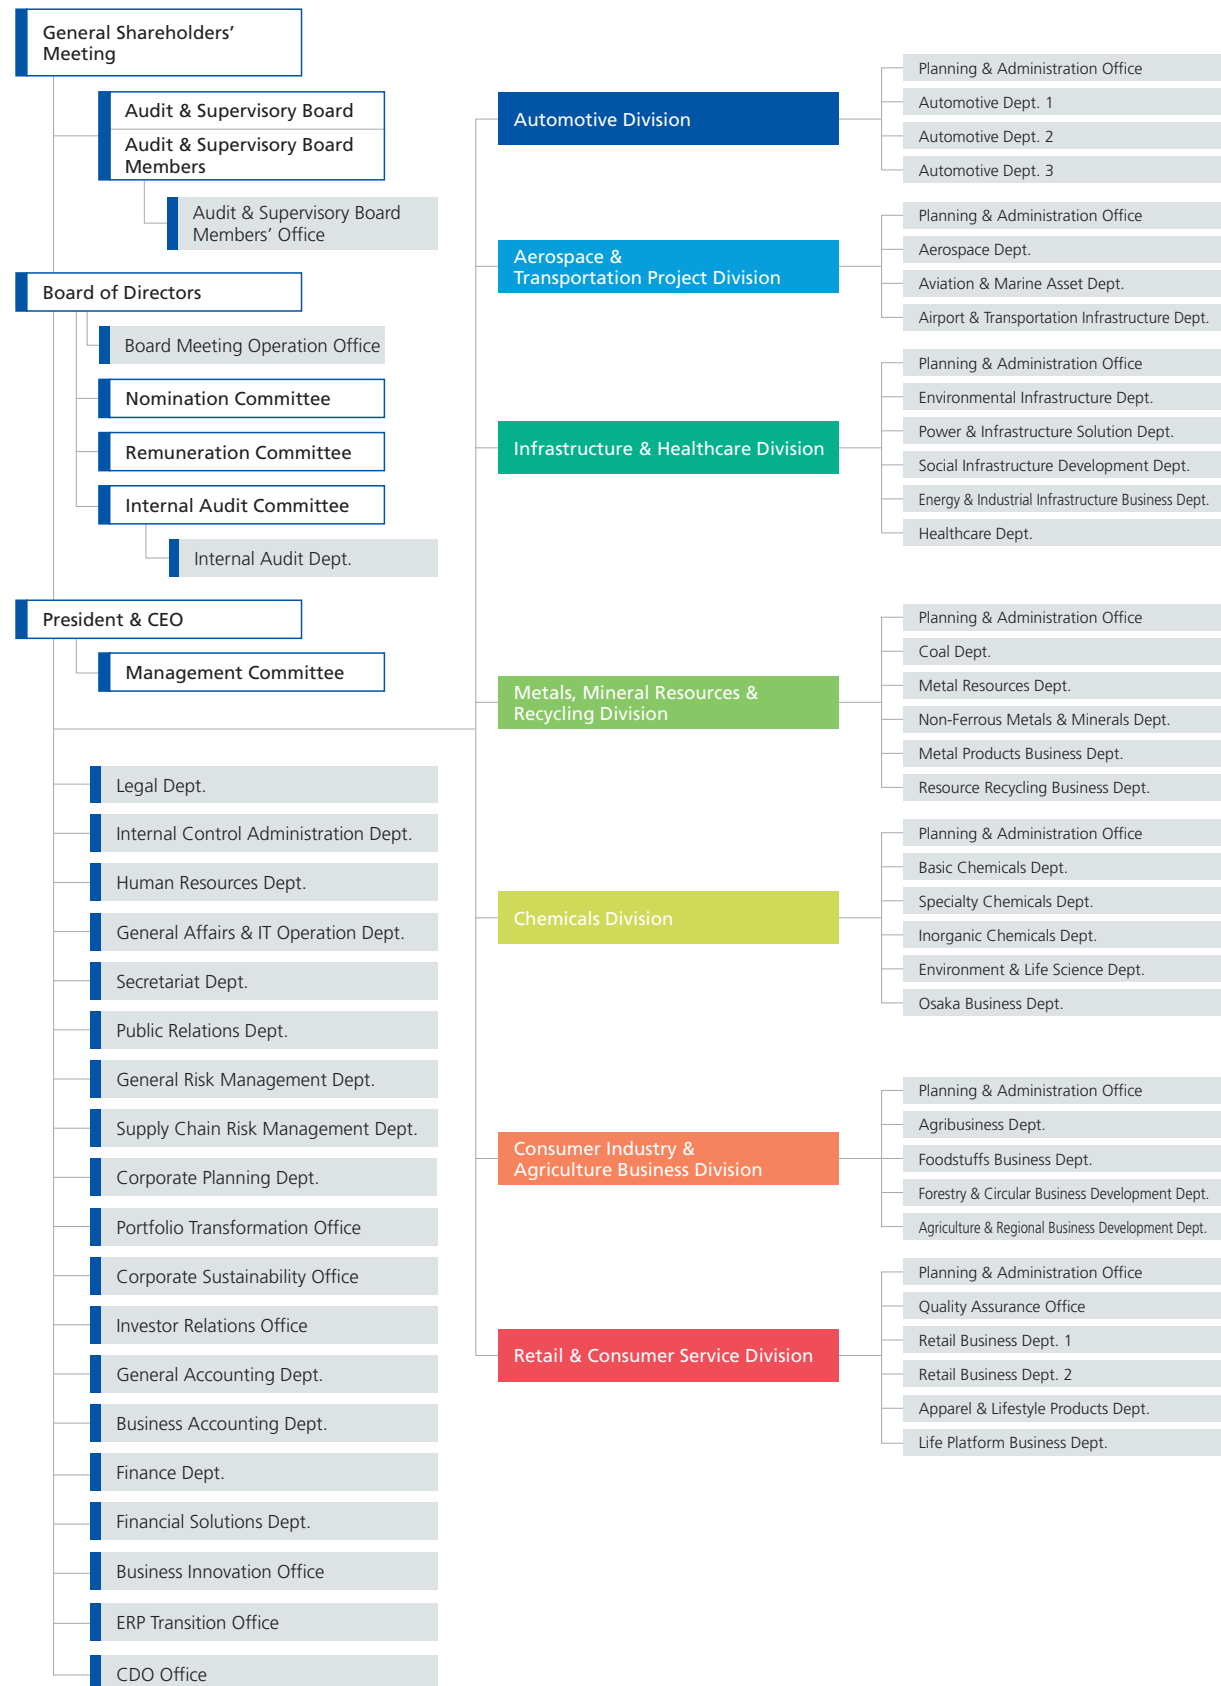 General Shareholders’
Meeting
Audit & Supervisory Board
Audit & Supervisory Board
Members
Audit & Supervisory Board
Members’ Office
Board of Directors
Board Meeting Operation Office
Nomination Committee
Remuneration Committee
Internal Audit Committee
Internal Audit Dept.
President & CEO
Management Committee
Legal Dept.
Internal Control Administration Dept.
Human Resources Dept.
General Affairs & IT Operation Dept.
Secretariat Dept.
Public Relations Dept.
General Risk Management Dept.
Supply Chain Risk Management Dept.
Corporate Planning Dept.
Portfolio Transformation Office
Corporate Sustainability Office
Investor Relations Office
General Accounting Dept.
Business Accounting Dept.
Finance Dept.
Financial Solutions Dept.
Business Innovation Office
ERP Transition Office
CDO Office
Automotive Division
Planning & Administration Office
Automotive Dept. 1
Automotive Dept. 2
Automotive Dept. 3
Aerospace &
Transportation Project Division
Planning & Administration Office
Aerospace Dept.
Aviation & Marine Asset Dept.
Airport & Transportation Infrastructure Dept.
Infrastructure & Healthcare Division
Planning & Administration Office
Environmental Infrastructure Dept.
Power & Infrastructure Solution Dept.
Social Infrastructure Development Dept.
Energy & Industrial Infrastructure Business Dept.
Healthcare Dept.
Metals, Mineral Resources &
Recycling Division
Planning & Administration Office
Coal Dept.
Metal Resources Dept.
Non-Ferrous Metals & Minerals Dept.
Metal Products Business Dept.
Resource Recycling Business Dept.
Chemicals Division
Planning & Administration Office
Basic Chemicals Dept.
Specialty Chemicals Dept.
Inorganic Chemicals Dept.
Environment & Life Science Dept.
Osaka Business Dept.
Consumer Industry &
Agriculture Business Division
Planning & Administration Office
Agribusiness Dept.
Foodstuffs Business Dept.
Forestry & Circular Business Development Dept.
Agriculture & Regional Business Development Dept.
Retail & Consumer Service Division
Planning & Administration Office
Quality Assurance Office
Retail Business Dept. 1
Retail Business Dept. 2
Apparel & Lifestyle Products Dept.
Life Platform Business Dept.